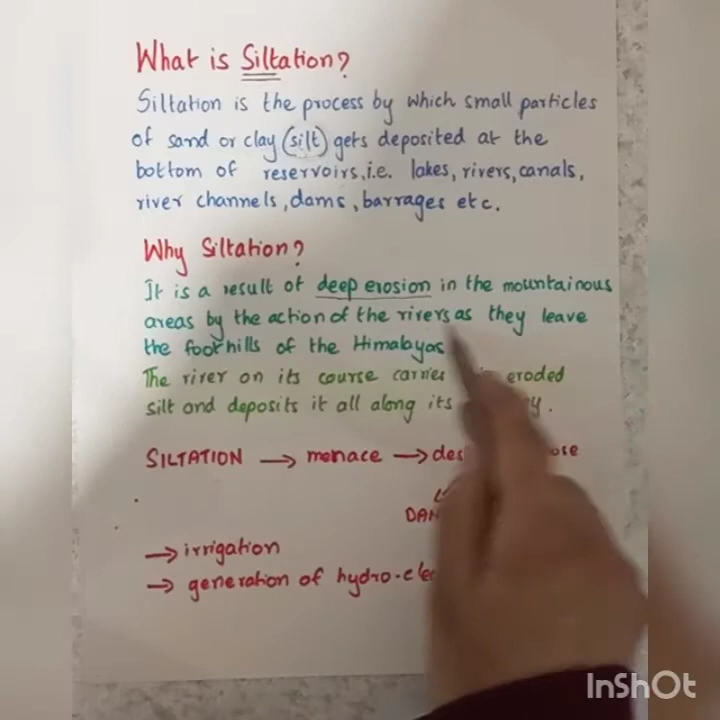 What is Siltation?
Siltation is the process by which small particles
of sand or clay (silt) gets deposited at the
bottom of reservoirs, i.e. lakes, rivers, canals,
river channels, dams, barrages etc.
Why Siltation?
It is a result of deep erosion in the mountainous
areas by the action of the rivers as they leave
the foothills of the Himalayas
The river on its course eroded
silt and deposits it all along its
SILTATION → menace →
→ irrigation
→ generation of
InShOt